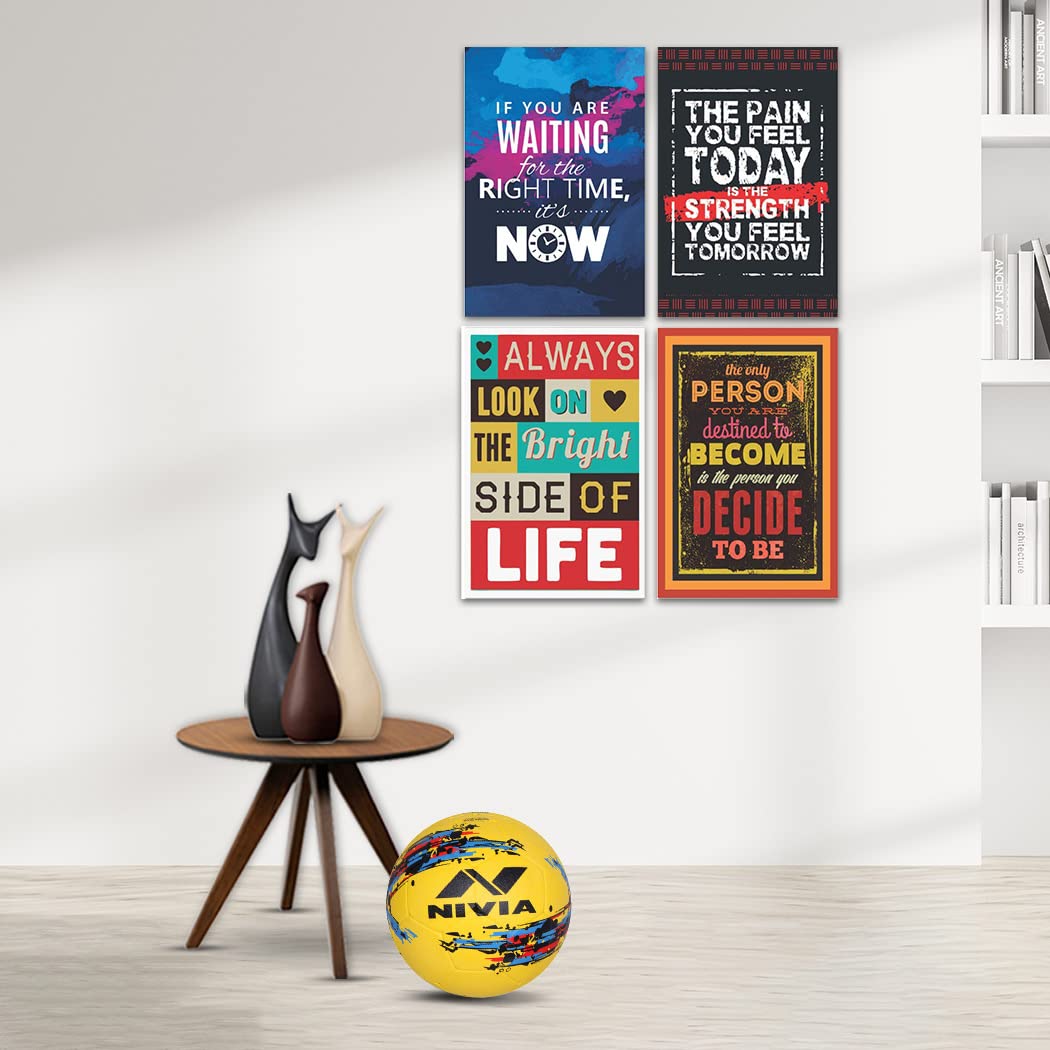 IF YOU ARE
WAITING
for the
RIGHT TIME,
it's
NOW
THE PAIN
YOU FEEL
TODAY
IS THE
STRENGTH
YOU FEEL
TOMORROW
ALWAYS
LOOK ON
THE Bright
SIDE OF
LIFE
the only
PERSON
YOU ARE
destined to
BECOME
is the person you
DECIDE
TO BE
NIVIA
ANCIENT ART
ANCIENT ART
architecture